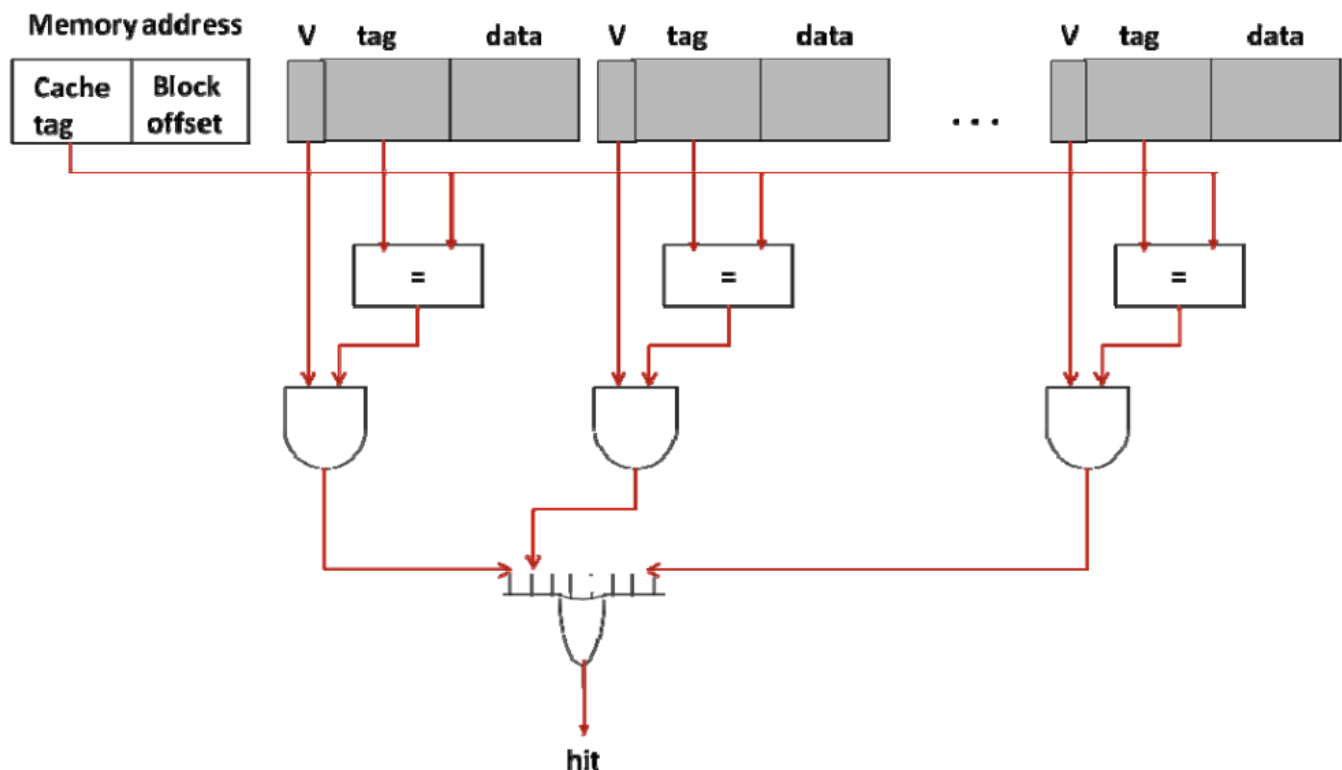 Memory address
V tag data
V tag data
V tag data
Cache
tag
Block
offset
. . .
=
=
=
hit